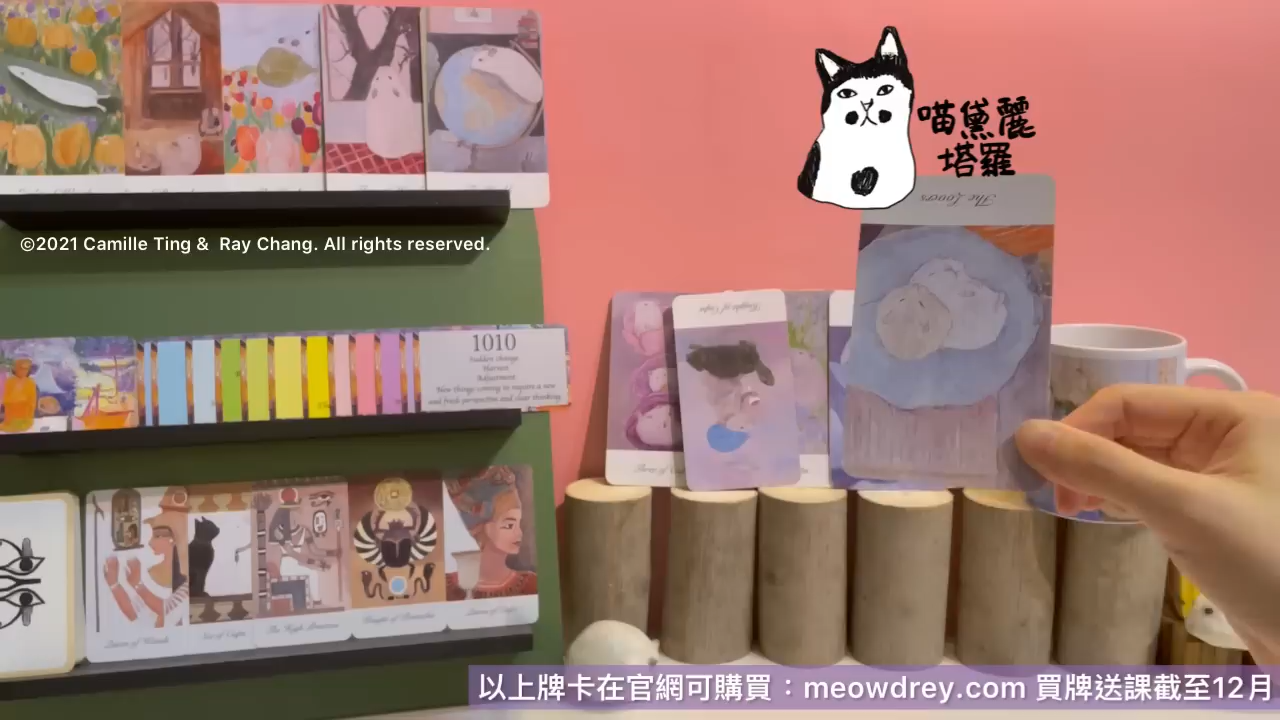 喵黛麗
塔羅
The Lovers
©2021 Camille Ting & Ray Chang. All rights reserved.
Knight of Cups
1010
hidden change
Harvest
Adjustment
New things coming to require a new
and fresh perspective and clear thinking.
Queen of Wands
Six of Cups
The High Priestess
Knight of Pentacles
Queen of Cups
以上牌卡在官網可購買：meowdrey.com 買牌送課截至12月